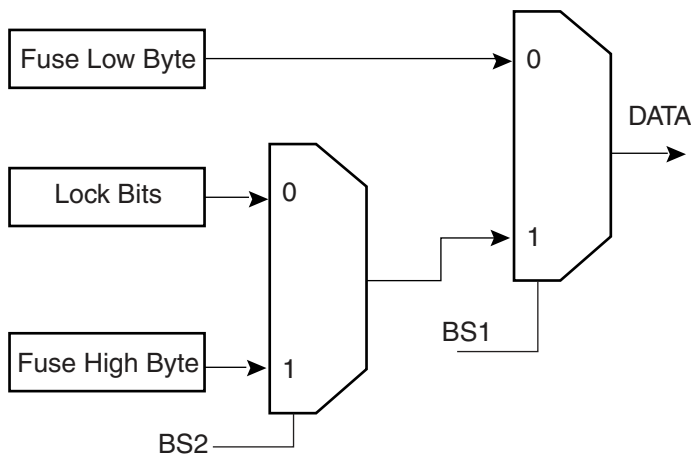 Fuse Low Byte
0
DATA
Lock Bits
0
1
BS1
Fuse High Byte
1
BS2